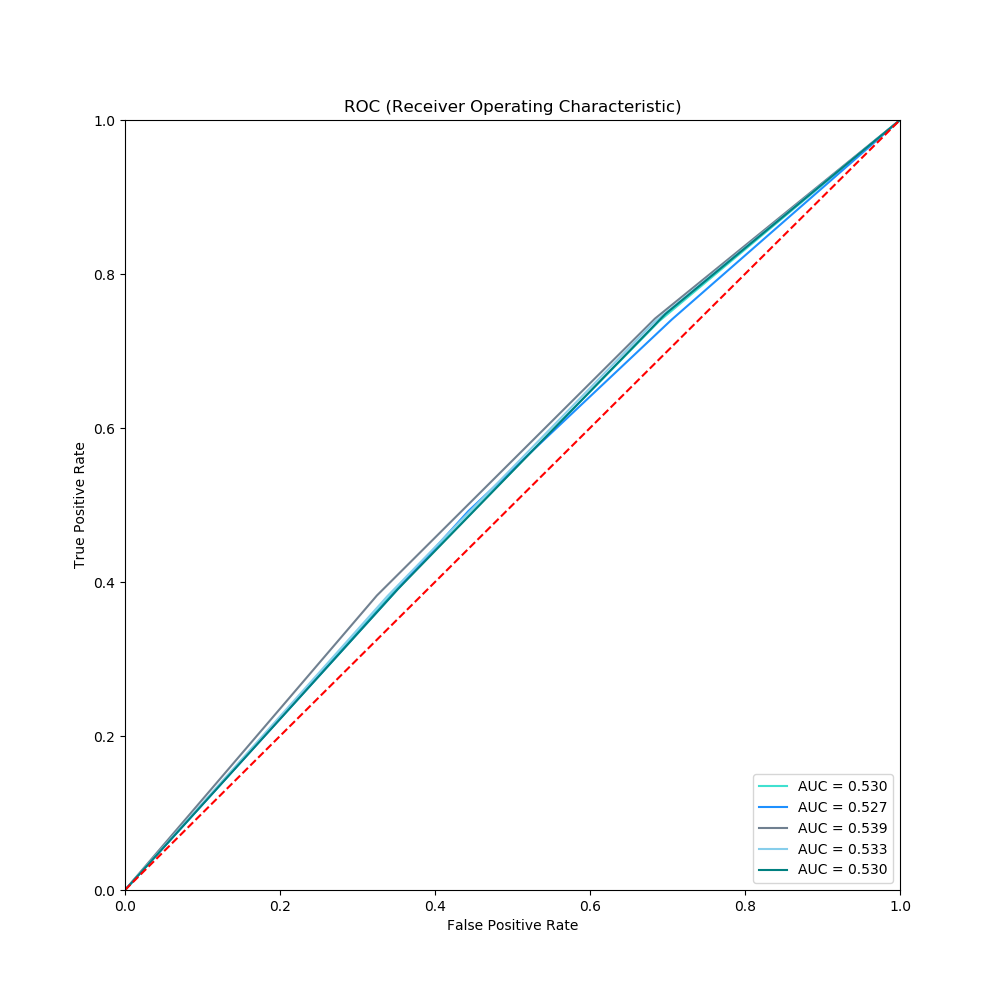 ROC (Receiver Operating Characteristic)
1.0
0.8
0.6
0.4
0.2
0.0
True Positive Rate
0.0 0.2 0.4 0.6 0.8 1.0
False Positive Rate
AUC = 0.530
AUC = 0.527
AUC = 0.539
AUC = 0.533
AUC = 0.530